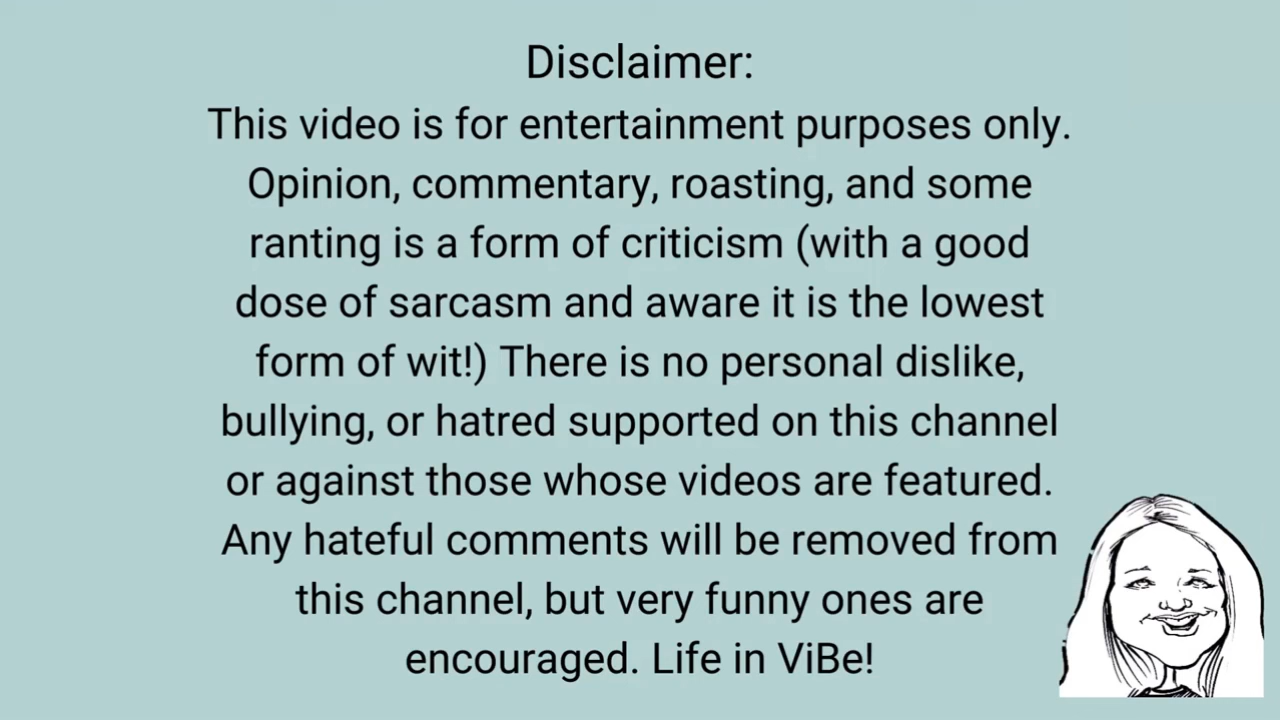 Disclaimer:
This video is for entertainment purposes only.
Opinion, commentary, roasting, and some
ranting is a form of criticism (with a good
dose of sarcasm and aware it is the lowest
form of wit!) There is no personal dislike,
bullying, or hatred supported on this channel
or against those whose videos are featured.
Any hateful comments will be removed from
this channel, but very funny ones are
encouraged. Life in ViBe!